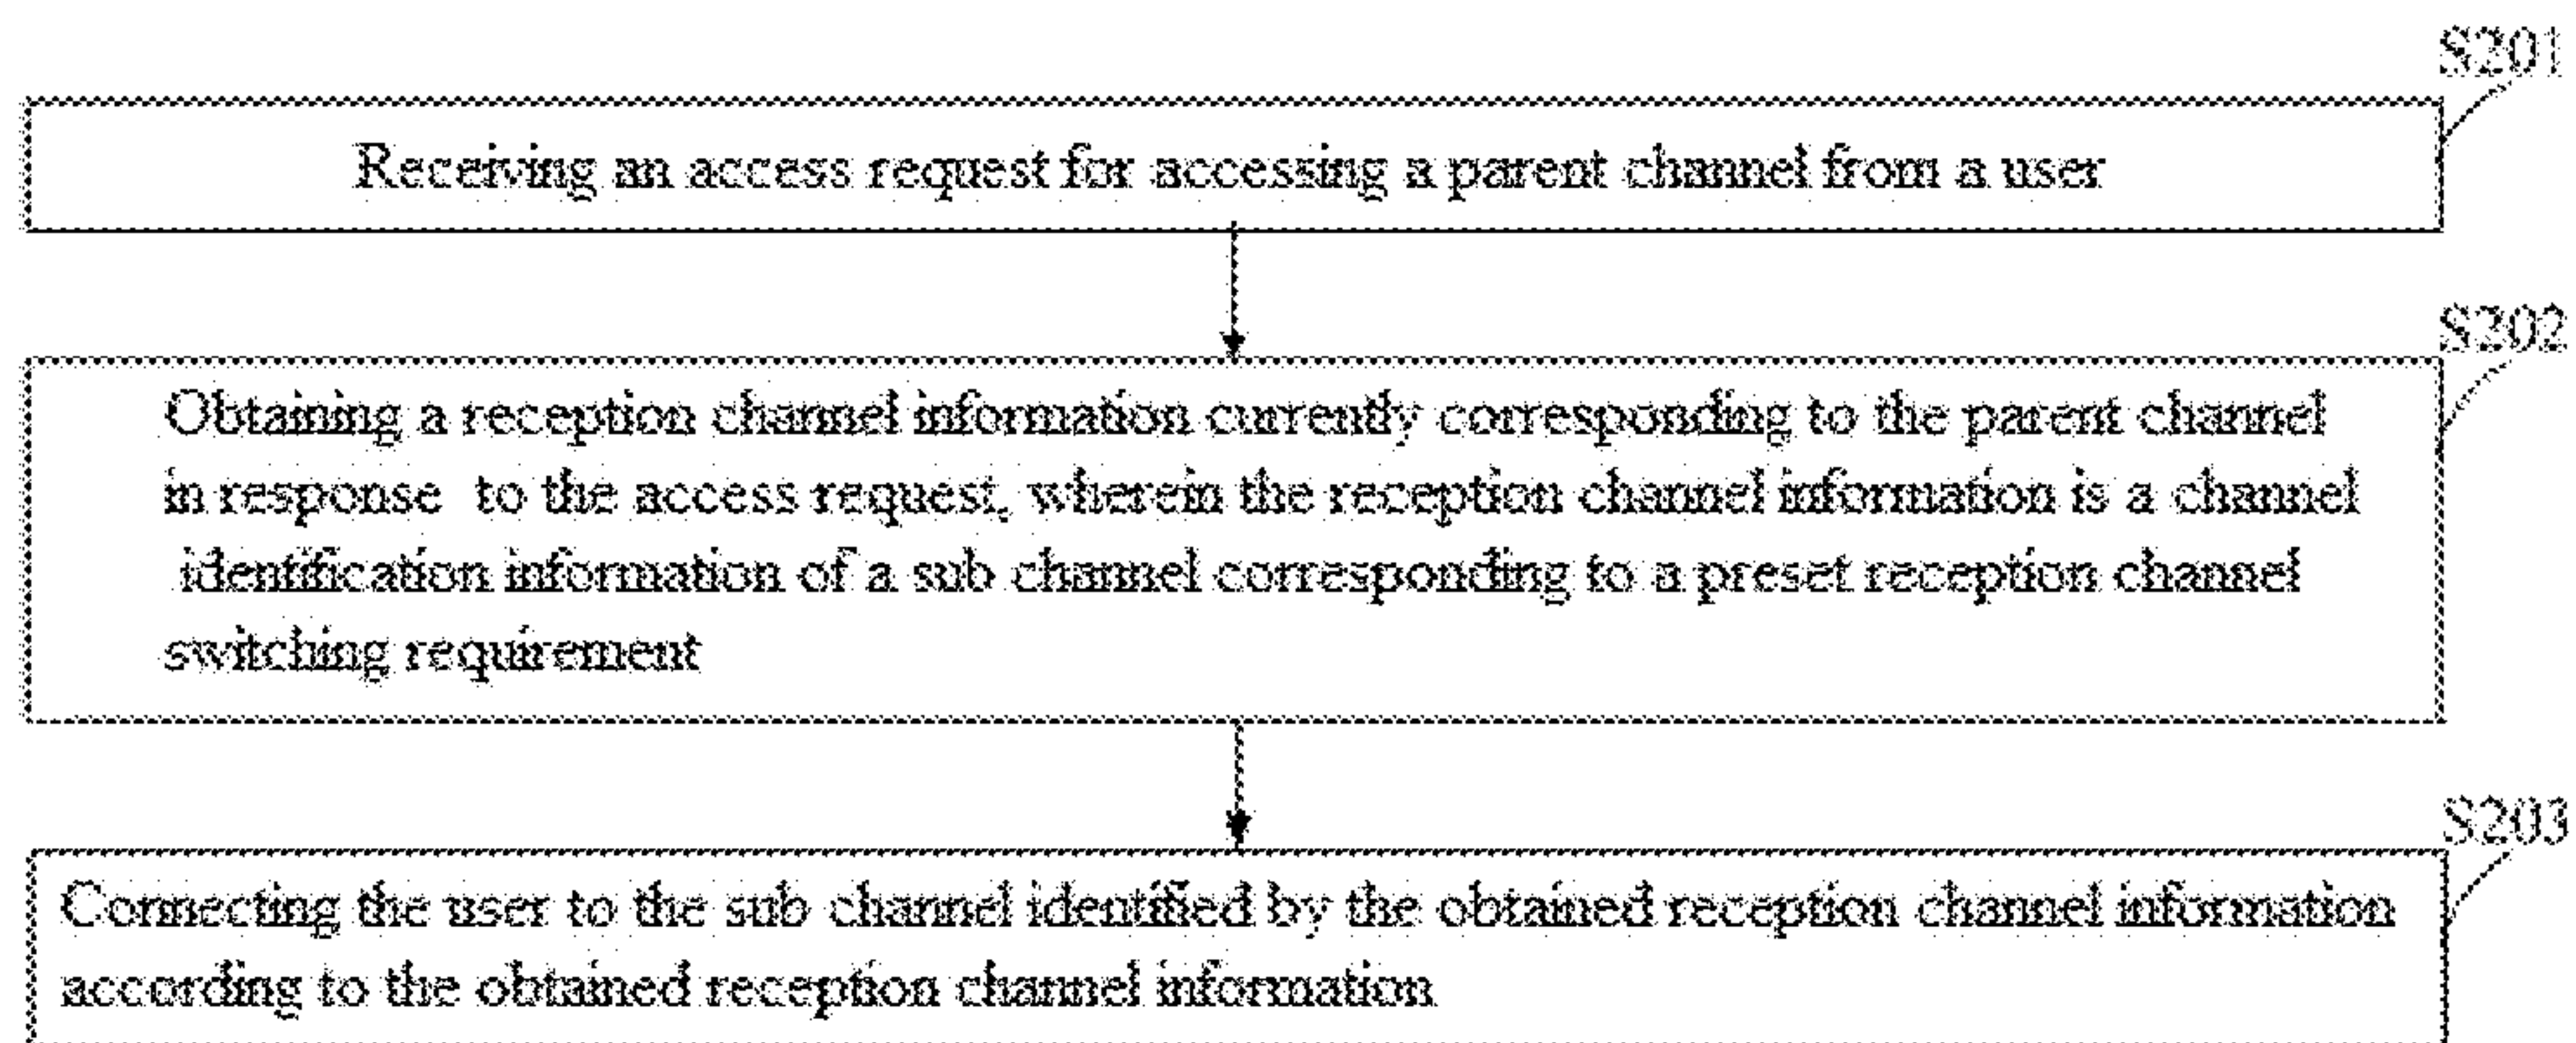 S201
Receiving an access request for accessing a parent channel from a user
S202
Obtaining a reception channel information currently corresponding to the parent channel
in response to the access request, wherein the reception channel information is a channel
identification information of a sub channel corresponding to a preset reception channel
switching requirement
S203
Connecting the user to the sub channel identified by the obtained reception channel information
according to the obtained reception channel information